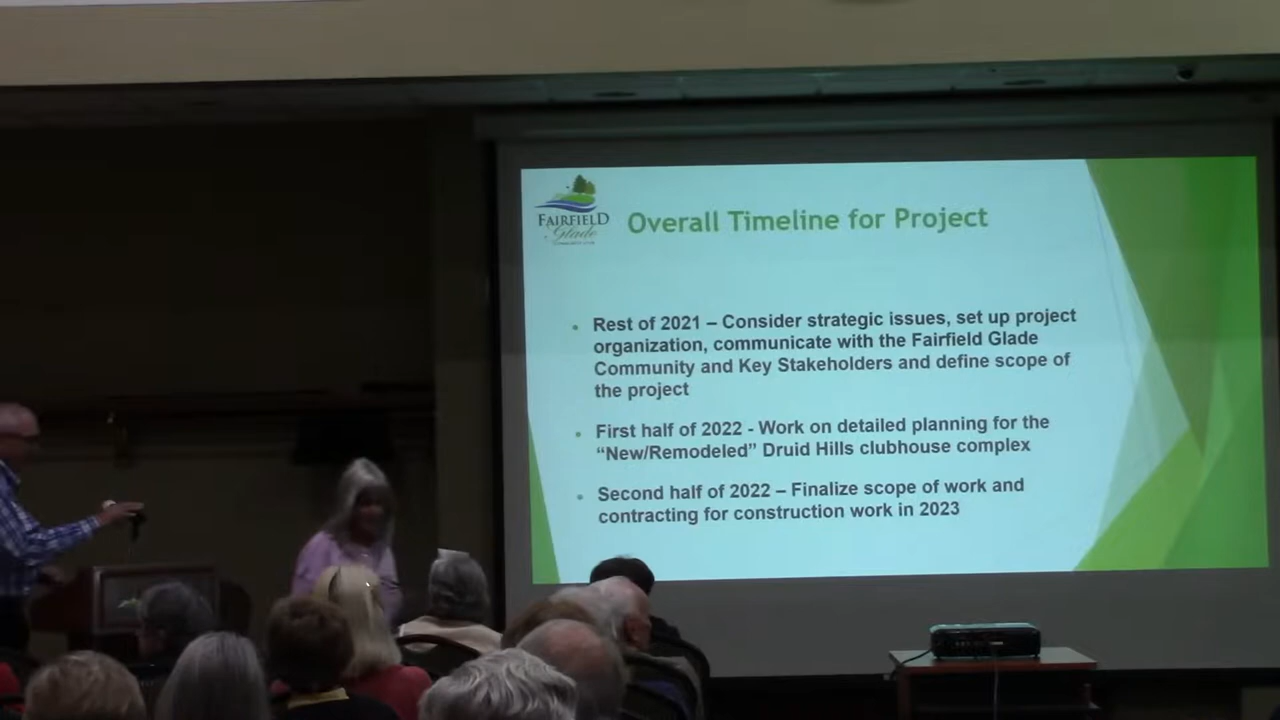 FAIRFIELD
Glade
Overall Timeline for Project
• Rest of 2021 – Consider strategic issues, set up project
organization, communicate with the Fairfield Glade
Community and Key Stakeholders and define scope of
the project
• First half of 2022 - Work on detailed planning for the
“New/Remodeled” Druid Hills clubhouse complex
• Second half of 2022 – Finalize scope of work and
contracting for construction work in 2023